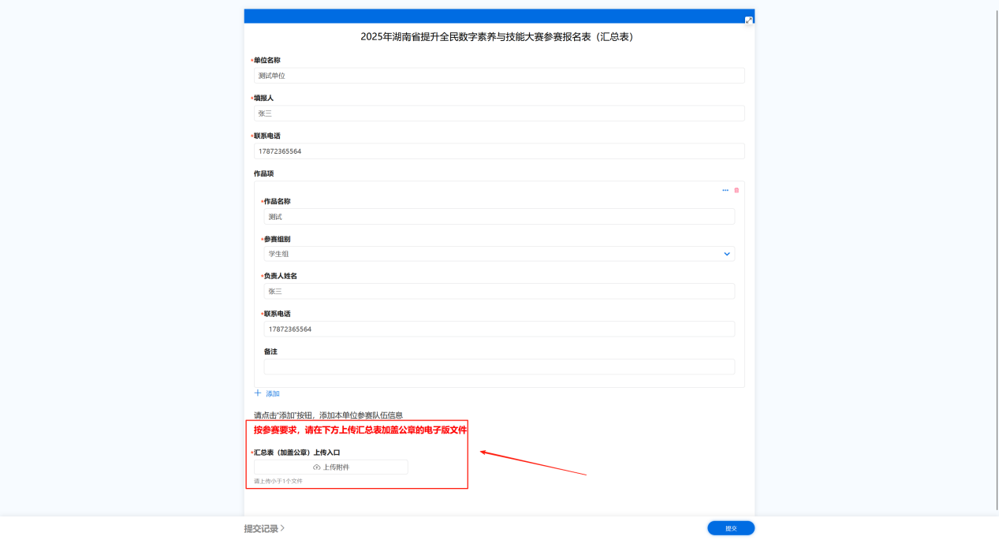 2025年湖南省提升全民数字素养与技能大赛参赛报名表（汇总表）
*单位名称
测试单位
*填报人
张三
*联系电话
17872365564
作品项
*作品名称
测试
*参赛组别
学生组
*负责人姓名
张三
*联系电话
17872365564
备注
+ 添加
请点击"添加"按钮，添加本单位参赛队伍信息
按参赛要求，请在下方上传汇总表加盖公章的电子版文件
*汇总表（加盖公章）上传入口
上传附件
请上传小于1个文件
提交记录>
提交